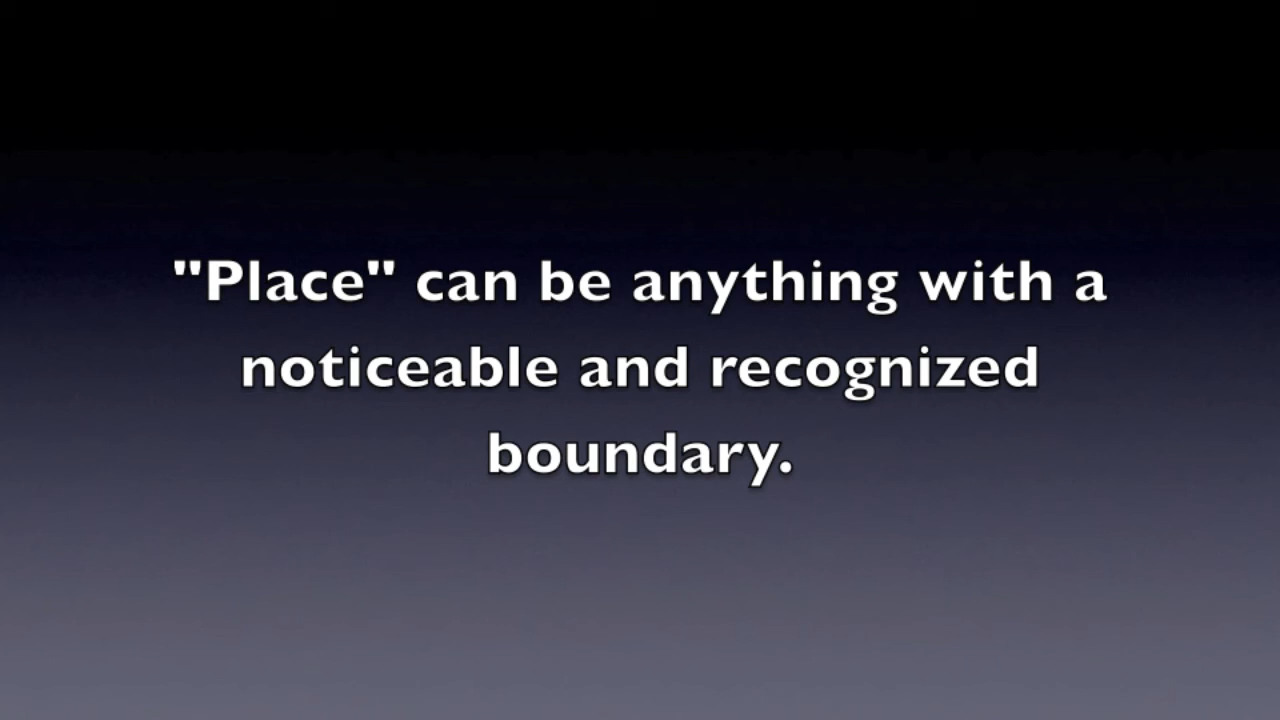 "Place" can be anything with a
noticeable and recognized
boundary.